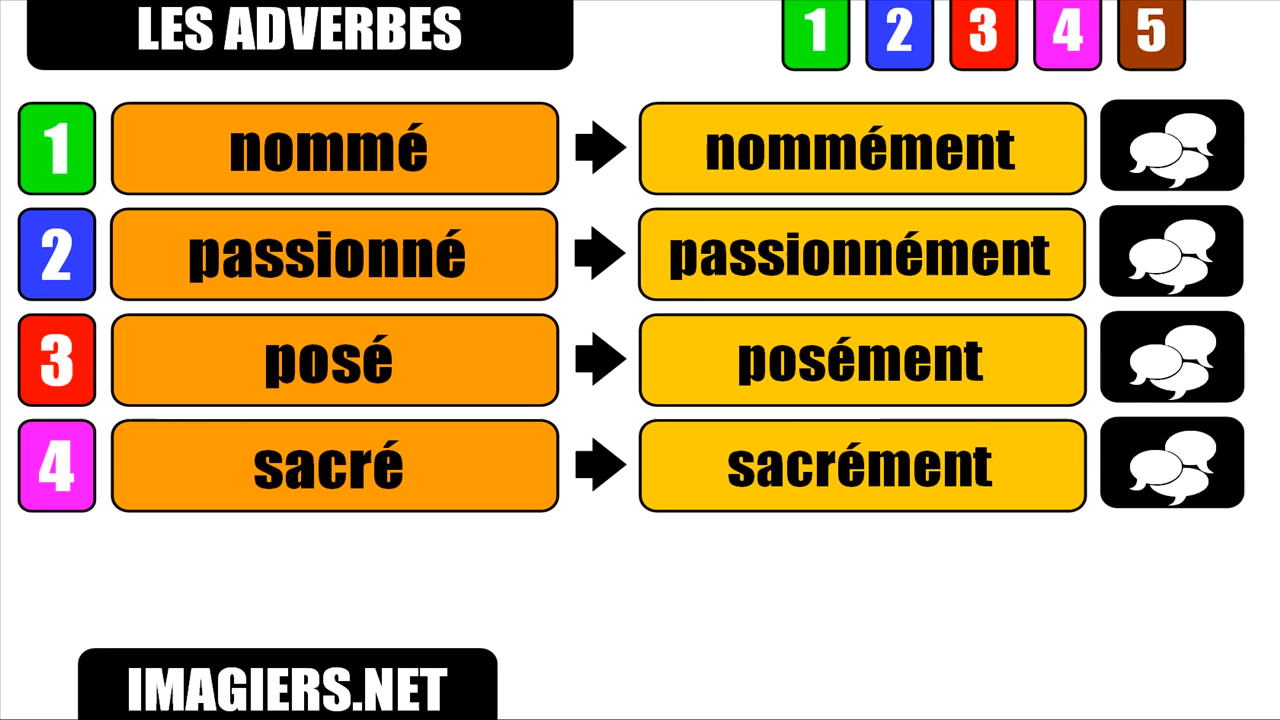 LES ADVERBES
1 2 3 4 5
1 nommé nommément
2 passionné passionnément
3 posé posément
4 sacré sacrément
IMAGIERS.NET